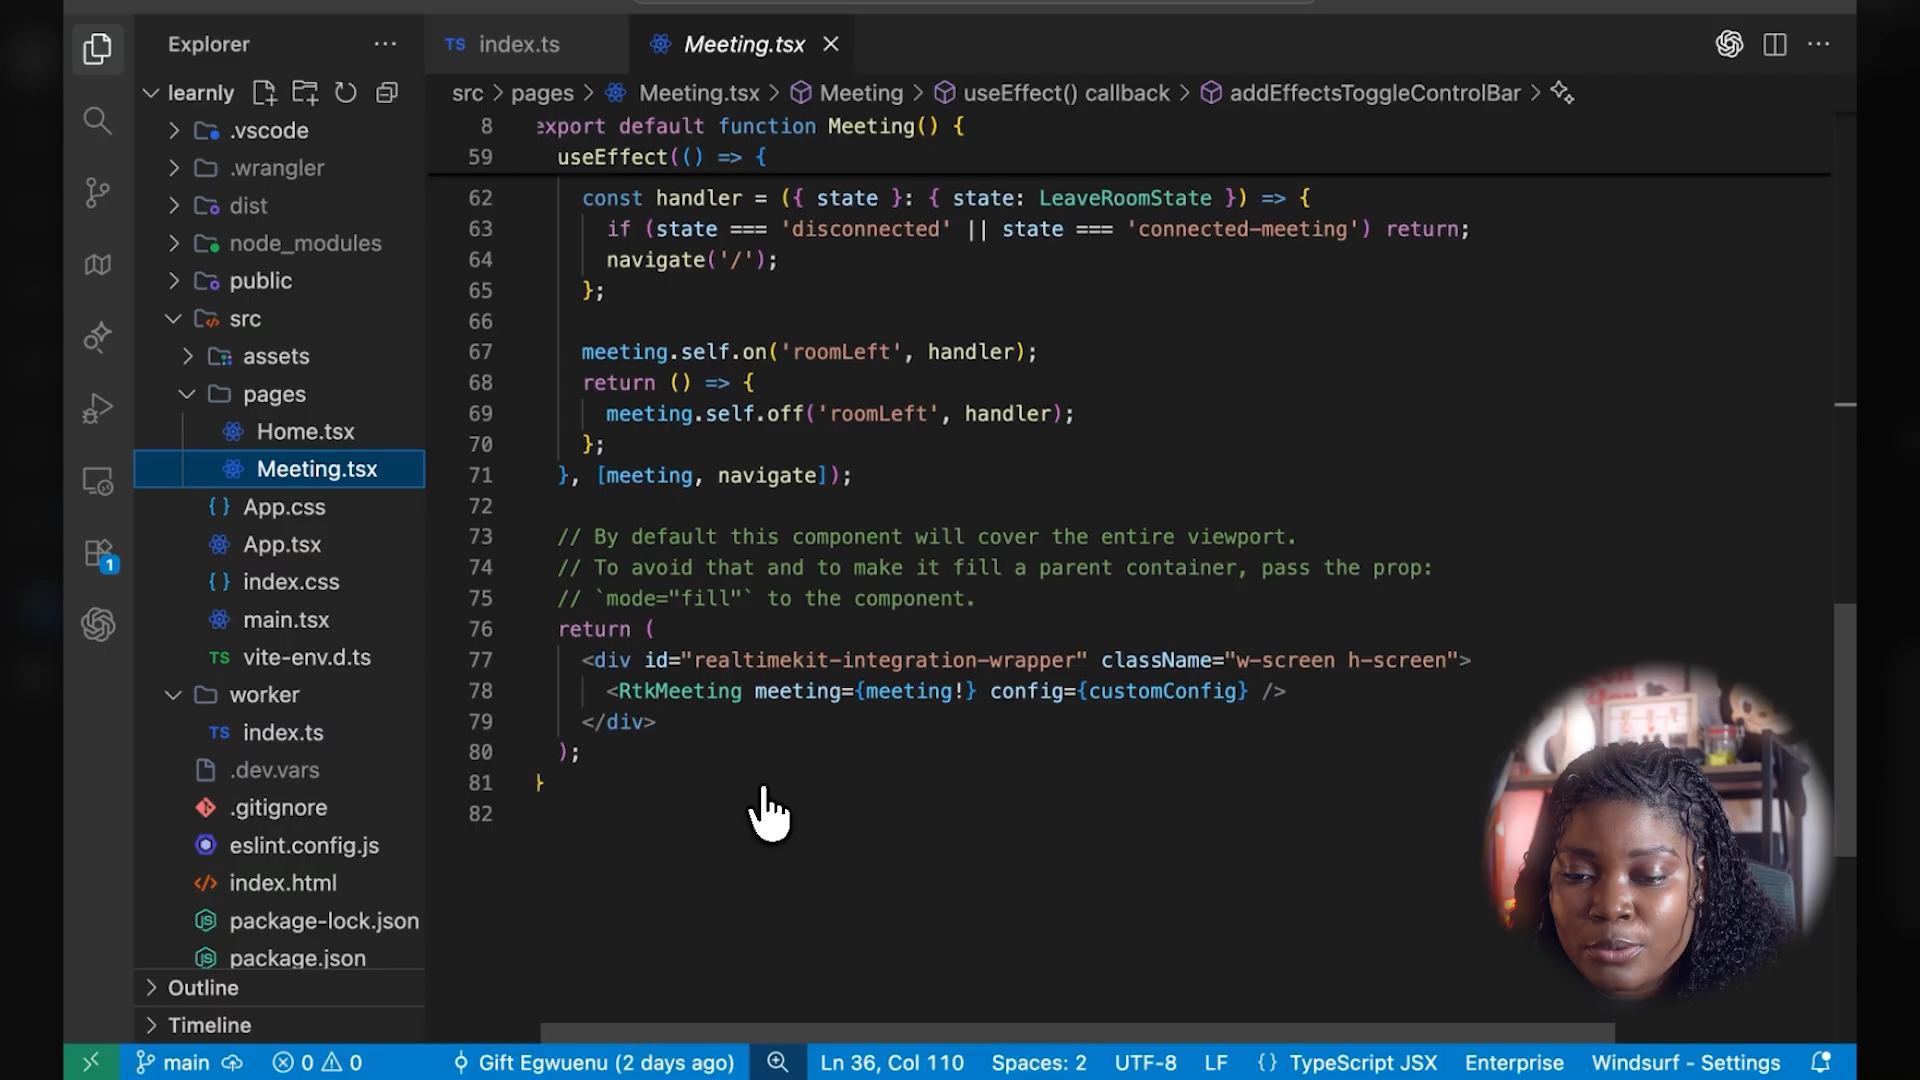 Explorer
learnly
.vscode
.wrangler
dist
node_modules
public
src
assets
pages
Home.tsx
Meeting.tsx
App.css
App.tsx
index.css
main.tsx
TS vite-env.d.ts
worker
TS index.ts
.dev.vars
.gitignore
eslint.config.js
index.html
package-lock.json
package.json
Outline
Timeline
1
TS index.ts
Meeting.tsx
src > pages > Meeting.tsx > Meeting > useEffect() callback > addEffectsToggleControlBar >
8 export default function Meeting() {
59 useEffect(() => {
62 const handler = ({ state }: { state: LeaveRoomState }) => {
63 if (state === 'disconnected' || state === 'connected-meeting') return;
64 navigate('/');
65 };
66
67 meeting.self.on('roomLeft', handler);
68 return () => {
69 meeting.self.off('roomLeft', handler);
70 };
71 }, [meeting, navigate]);
72
73 // By default this component will cover the entire viewport.
74 // To avoid that and to make it fill a parent container, pass the prop:
75 // `mode="fill"` to the component.
76 return (
77 <div id="realtimekit-integration-wrapper" className="w-screen h-screen">
78 <RtkMeeting meeting={meeting!} config={customConfig} />
79 </div>
80 );
81 }
82
main 0 0 Gift Egwuenu (2 days ago) Ln 36, Col 110 Spaces: 2 UTF-8 LF {} TypeScript JSX Enterprise Windsurf - Settings